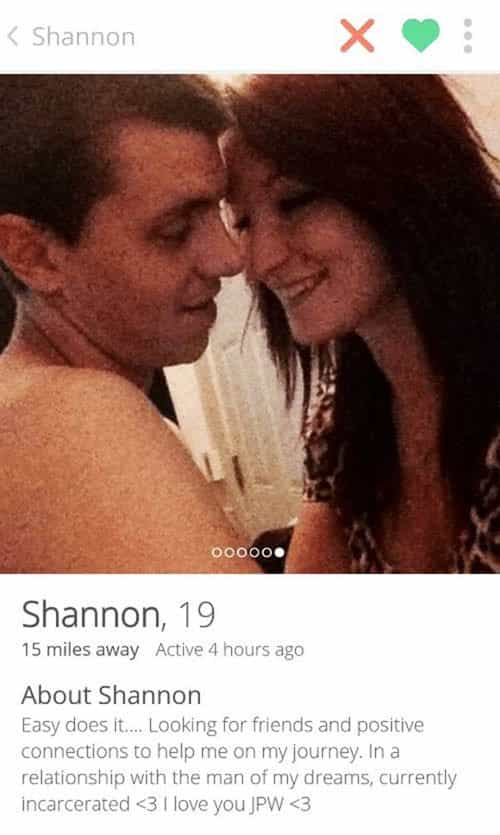 Shannon
Shannon, 19
15 miles away Active 4 hours ago
About Shannon
Easy does it.... Looking for friends and positive
connections to help me on my journey. In a
relationship with the man of my dreams, currently
incarcerated <3 I love you JPW <3